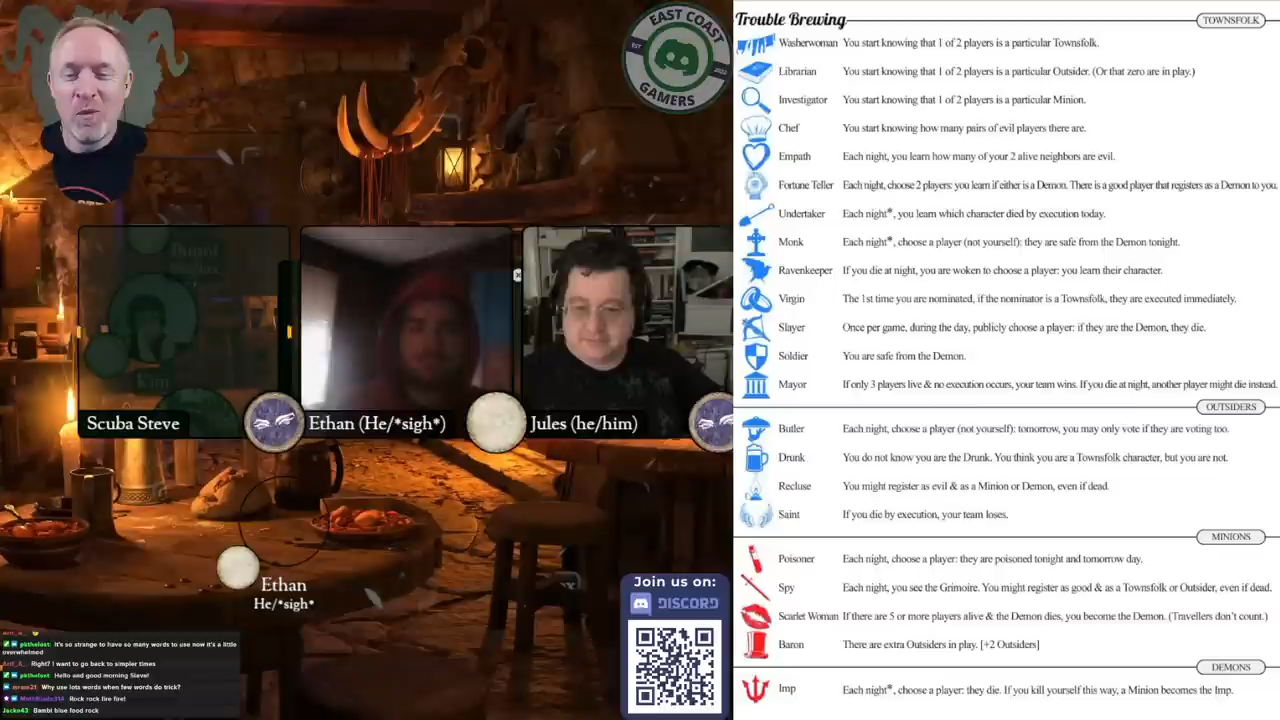 EAST COAST
EST
2022
GAMERS
Kim
Scuba Steve
Ethan (He/*sigh*)
Jules (he/him)
Ethan
He/*sigh*
Join us on:
DISCORD
pkthelost: It's so strange to have so many words to use now it's a little
overwhelmed
Right? I want to go back to simpler times
pkthelost: Hello and good morning Slave!
Why use lots words when few words do trick?
Rock rock fire fire!
Jacko43: Bambi blue food rock
Trouble Brewing
TOWNSFOLK
Washerwoman You start knowing that 1 of 2 players is a particular Townsfolk.
Librarian You start knowing that 1 of 2 players is a particular Outsider. (Or that zero are in play.)
Investigator You start knowing that 1 of 2 players is a particular Minion.
Chef You start knowing how many pairs of evil players there are.
Empath Each night, you learn how many of your 2 alive neighbors are evil.
Fortune Teller Each night, choose 2 players: you learn if either is a Demon. There is a good player that registers as a Demon to you.
Undertaker Each night*, you learn which character died by execution today.
Monk Each night*, choose a player (not yourself): they are safe from the Demon tonight.
Ravenkeeper If you die at night, you are woken to choose a player: you learn their character.
Virgin The 1st time you are nominated, if the nominator is a Townsfolk, they are executed immediately.
Slayer Once per game, during the day, publicly choose a player: if they are the Demon, they die.
Soldier You are safe from the Demon.
Mayor If only 3 players live & no execution occurs, your team wins. If you die at night, another player might die instead.
OUTSIDERS
Butler Each night, choose a player (not yourself): tomorrow, you may only vote if they are voting too.
Drunk You do not know you are the Drunk. You think you are a Townsfolk character, but you are not.
Recluse You might register as evil & as a Minion or Demon, even if dead.
Saint If you die by execution, your team loses.
MINIONS
Poisoner Each night, choose a player: they are poisoned tonight and tomorrow day.
Spy Each night, you see the Grimoire. You might register as good & as a Townsfolk or Outsider, even if dead.
Scarlet Woman If there are 5 or more players alive & the Demon dies, you become the Demon. (Travellers don't count.)
Baron There are extra Outsiders in play. [+2 Outsiders]
DEMONS
Imp Each night*, choose a player: they die. If you kill yourself this way, a Minion becomes the Imp.